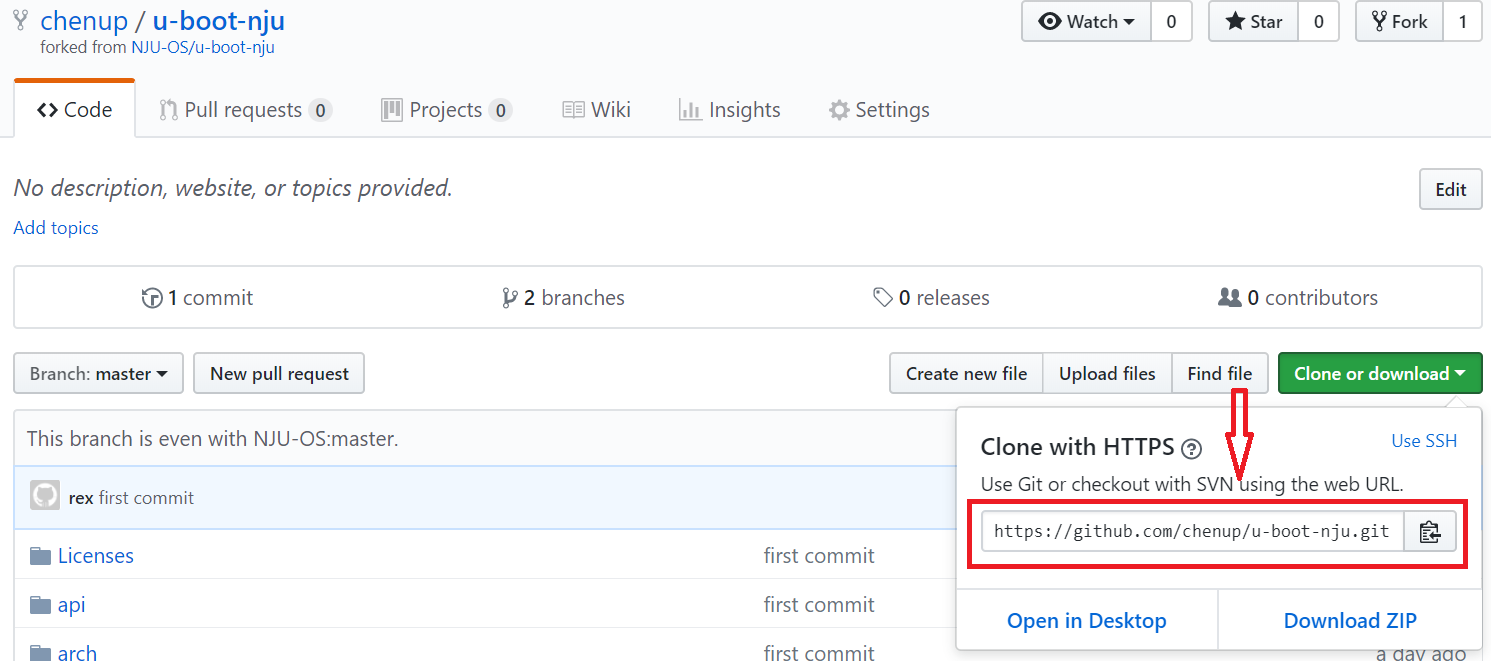 chenup / u-boot-nju
forked from NJU-OS/u-boot-nju
Watch 0 Star 0 Fork 1
Code Pull requests 0 Projects 0 Wiki Insights Settings
No description, website, or topics provided.
Edit
Add topics
1 commit 2 branches 0 releases 0 contributors
Branch: master New pull request Create new file Upload files Find file Clone or download
This branch is even with NJU-OS:master.
Clone with HTTPS ? Use SSH
Use Git or checkout with SVN using the web URL.
rex first commit
https://github.com/chenup/u-boot-nju.git
Licenses first commit
api first commit
Open in Desktop Download ZIP
arch first commit a day ago